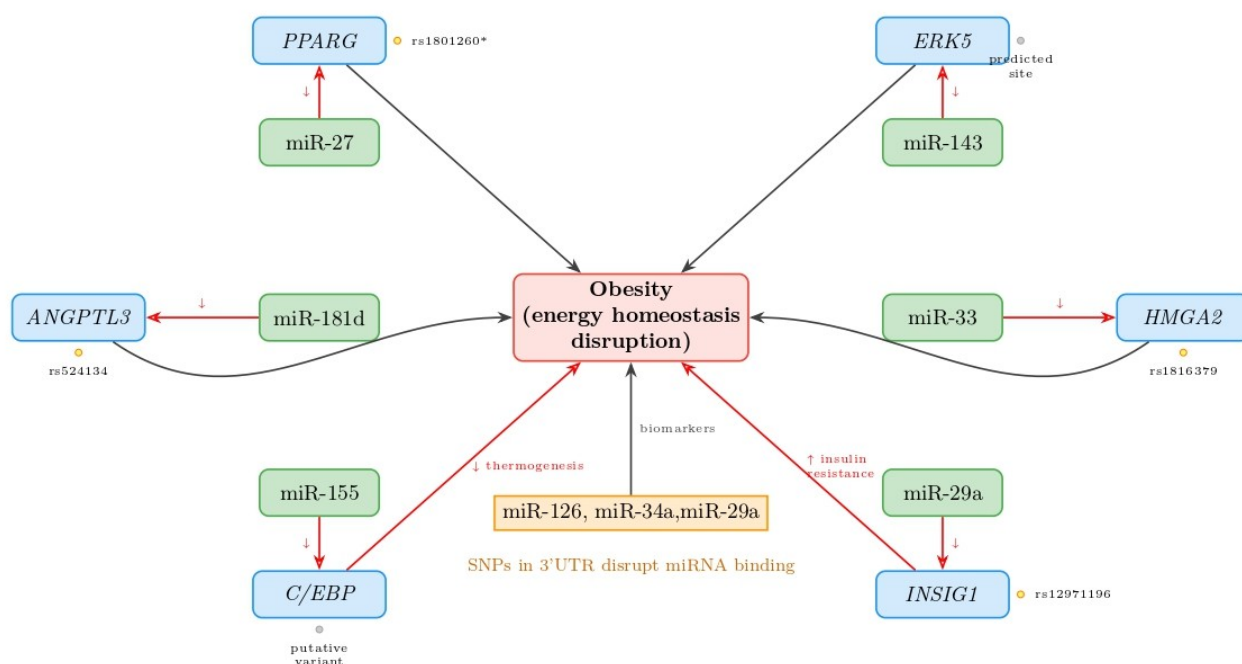 PPARG
rs1801260*
ERK5
predicted
site
↓
↓
miR-27
miR-143
Obesity
(energy homeostasis
disruption)
ANGPTL3
↓
miR-181d
miR-33
↓
HMGA2
rs524134
rs1816379
biomarkers
↓ thermogenesis
↑ insulin
resistance
miR-155
miR-126, miR-34a,miR-29a
miR-29a
↓
↓
SNPs in 3'UTR disrupt miRNA binding
C/EBP
INSIG1
rs12971196
putative
variant